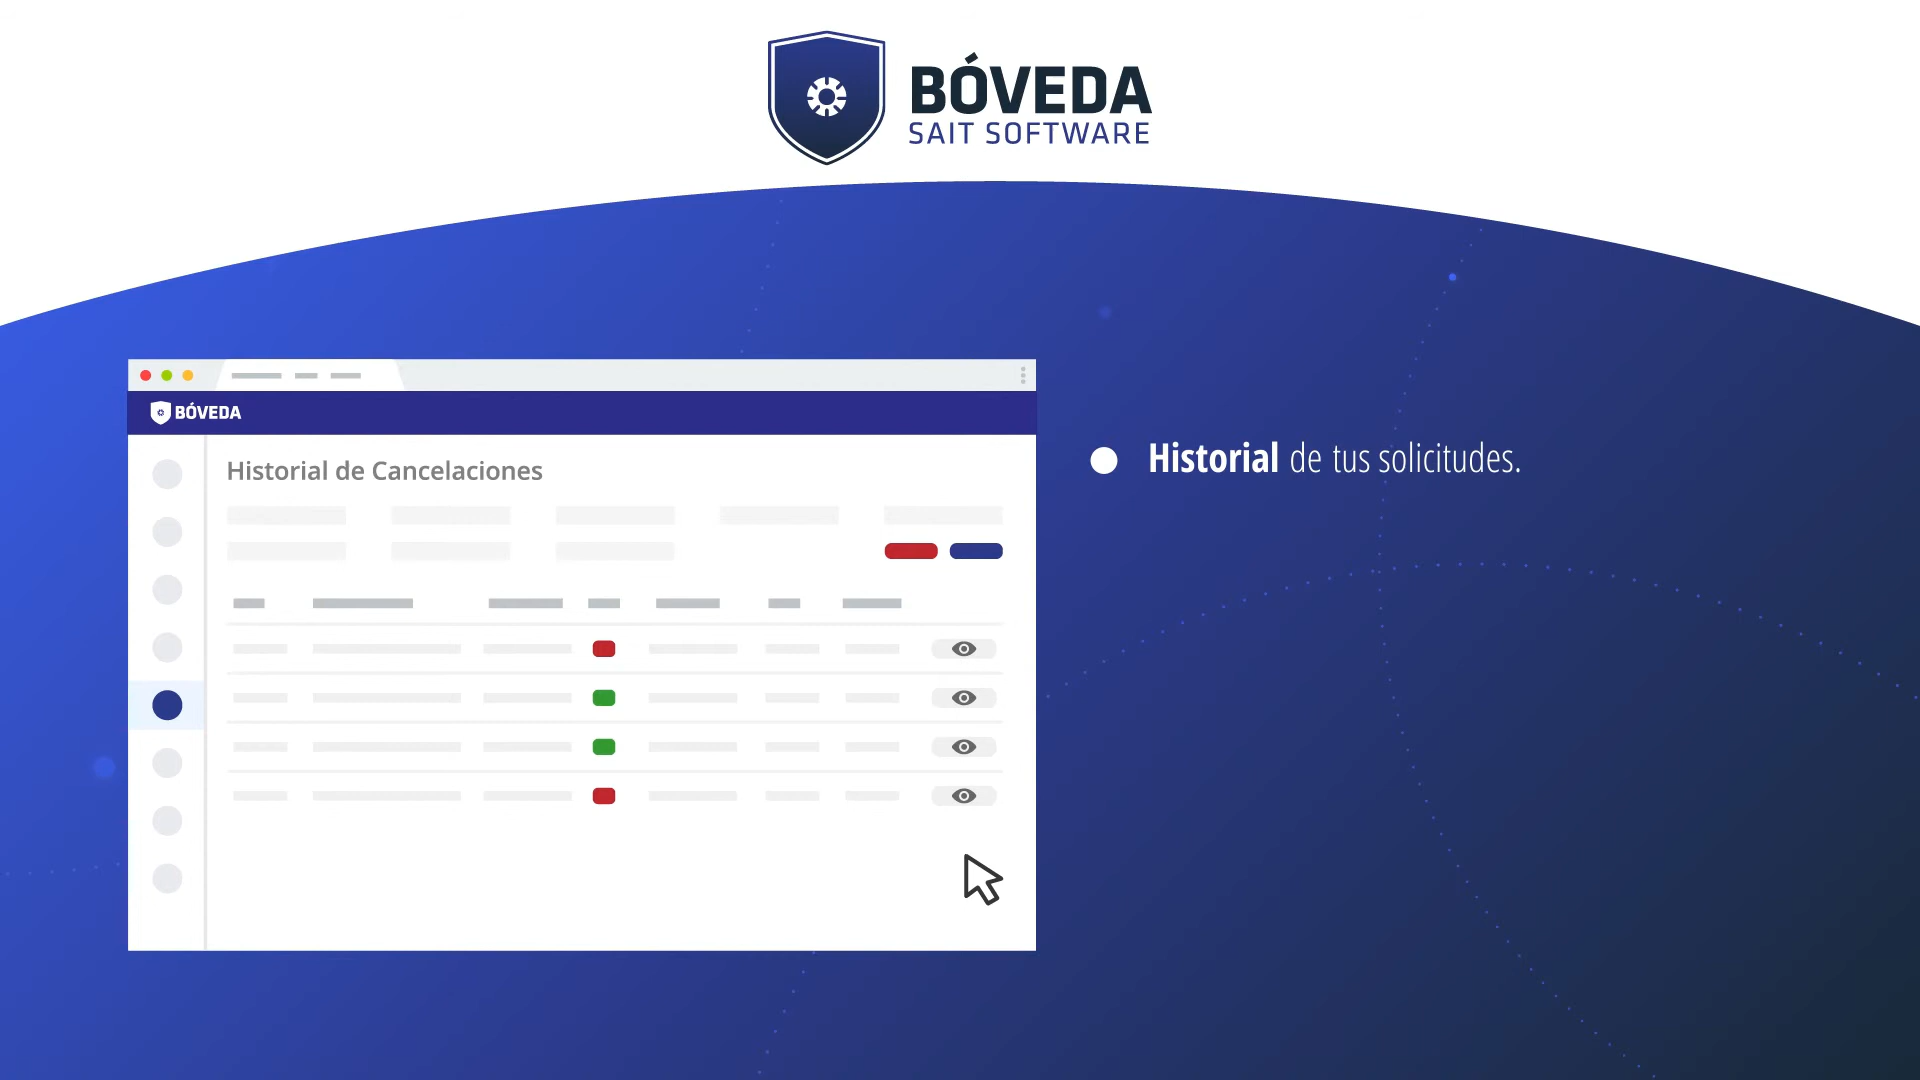 BÓVEDA
SAIT SOFTWARE
BÓVEDA
Historial de Cancelaciones
Historial de tus solicitudes.